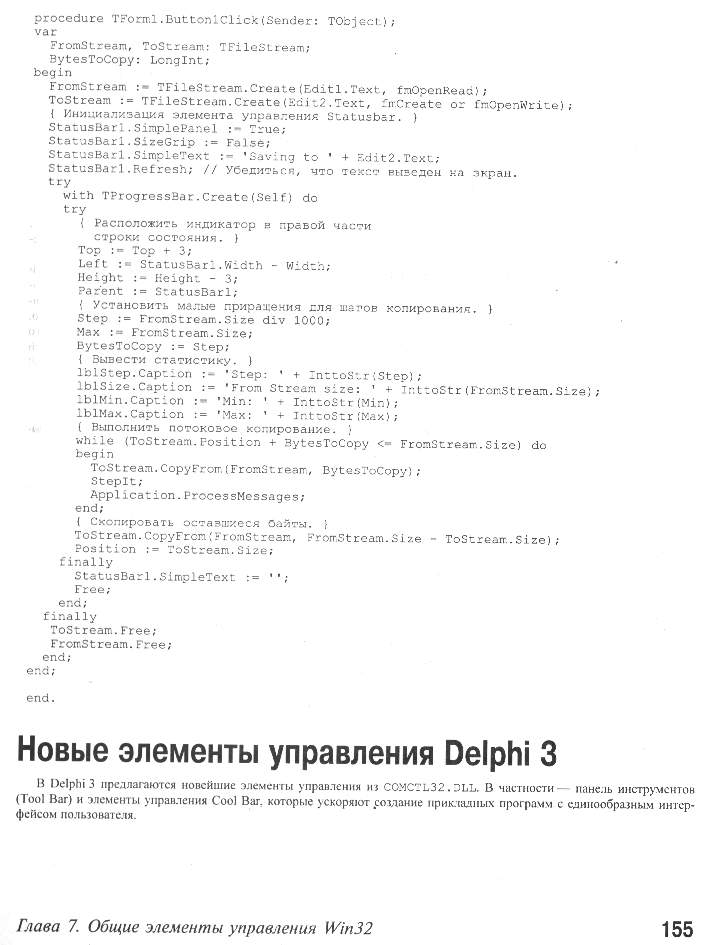 procedure TForm1.Button1Click(Sender: TObject);
var
FromStream, ToStream: TFileStream;
BytesToCopy: LongInt;
begin
FromStream := TFileStream.Create(Edit1.Text, fmOpenRead);
ToStream := TFileStream.Create(Edit2.Text, fmCreate or fmOpenWrite);
{ Инициализация элемента управления Statusbar. }
StatusBar1.SimplePanel := True;
StatusBar1.SizeGrip := False;
StatusBar1.SimpleText := 'Saving to ' + Edit2.Text;
StatusBar1.Refresh; // Убедиться, что текст выведен на экран.
try
with TProgressBar.Create(Self) do
try
{ Расположить индикатор в правой части
строки состояния. }
Top := Top + 3;
Left := StatusBar1.Width - Width;
Height := Height - 3;
Parent := StatusBar1;
{ Установить малые приращения для шагов копирования. }
Step := FromStream.Size div 1000;
Max := FromStream.Size;
BytesToCopy := Step;
{ Вывести статистику. }
lblStep.Caption := 'Step: ' + InttoStr(Step);
lblSize.Caption := 'From Stream size: ' + InttoStr(FromStream.Size);
lblMin.Caption := 'Min: ' + InttoStr(Min);
lblMax.Caption := 'Max: ' + InttoStr(Max);
{ Выполнить потоковое копирование. }
while (ToStream.Position + BytesToCopy <= FromStream.Size) do
begin
ToStream.CopyFrom(FromStream, BytesToCopy);
StepIt;
Application.ProcessMessages;
end;
{ Скопировать оставшиеся байты. }
ToStream.CopyFrom(FromStream, FromStream.Size - ToStream.Size);
Position := ToStream.Size;
finally
StatusBar1.SimpleText := '';
Free;
end;
finally
ToStream.Free;
FromStream.Free;
end;
end;
end.
Новые элементы управления Delphi 3
В Delphi 3 предлагаются новейшие элементы управления из COMCTL32.DLL. В частности — панель инструментов
(Tool Bar) и элементы управления Cool Bar, которые ускоряют создание прикладных программ с единообразным интер-
фейсом пользователя.
Глава 7. Общие элементы управления Win32
155